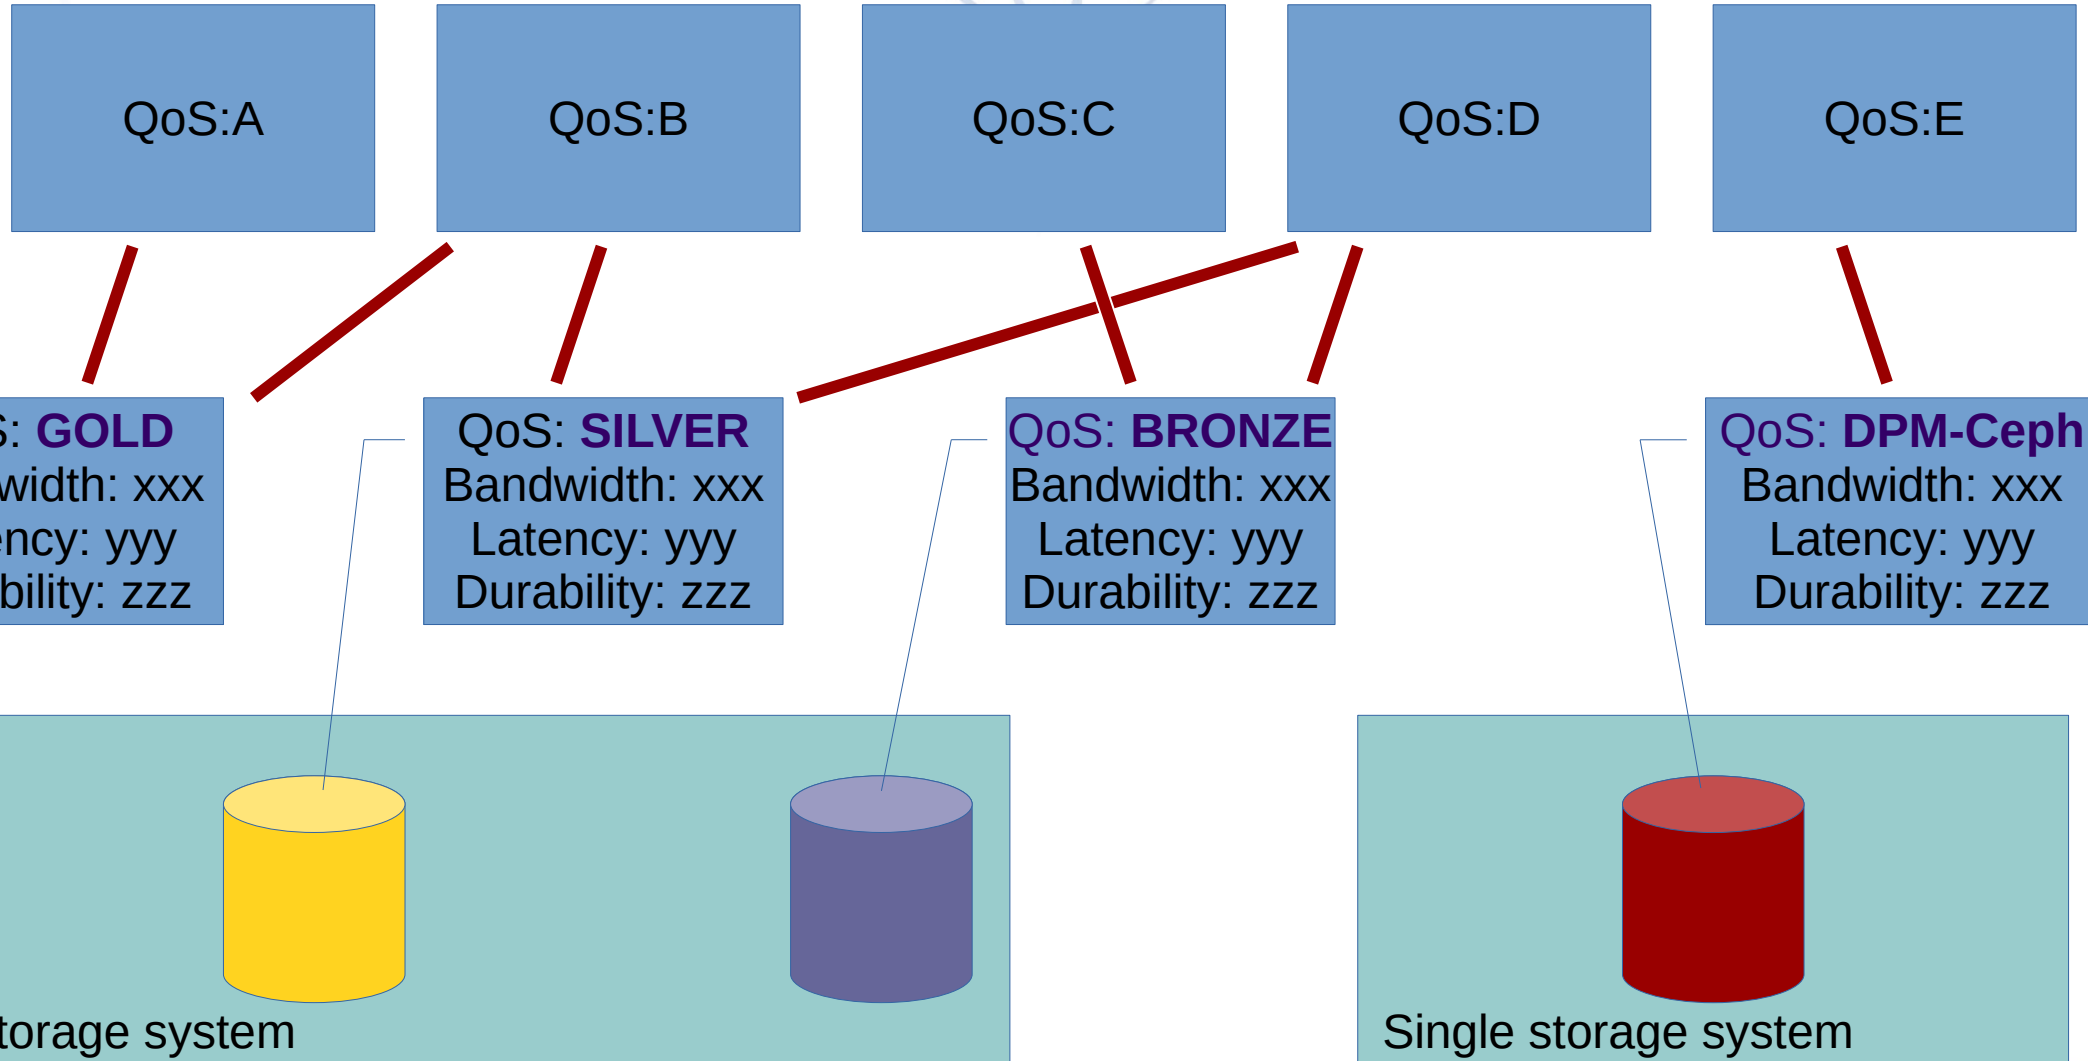 QoS:A
QoS:B
QoS:C
QoS:D
QoS:E
: GOLD
width: xxx
ency: yyy
bility: zzz
QoS: SILVER
Bandwidth: xxx
Latency: yyy
Durability: zzz
QoS: BRONZE
Bandwidth: xxx
Latency: yyy
Durability: zzz
QoS: DPM-Ceph
Bandwidth: xxx
Latency: yyy
Durability: zzz
torage system
Single storage system